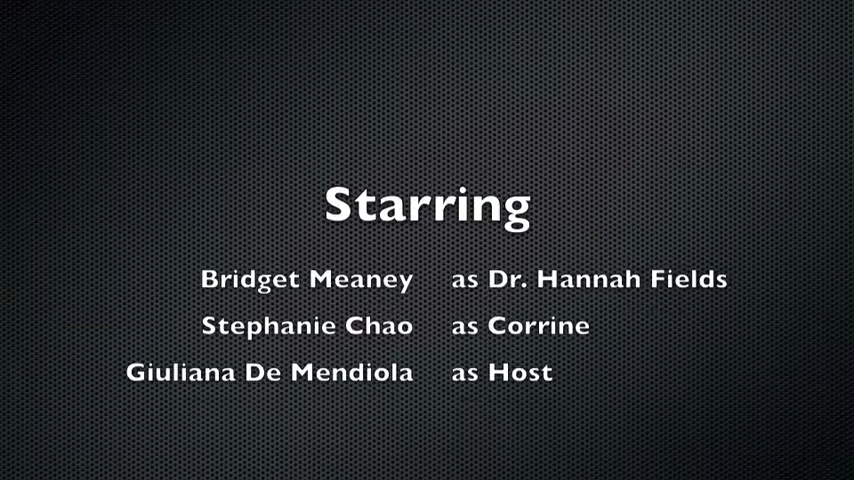 Starring
Bridget Meaney as Dr. Hannah Fields
Stephanie Chao as Corrine
Giuliana De Mendiola as Host